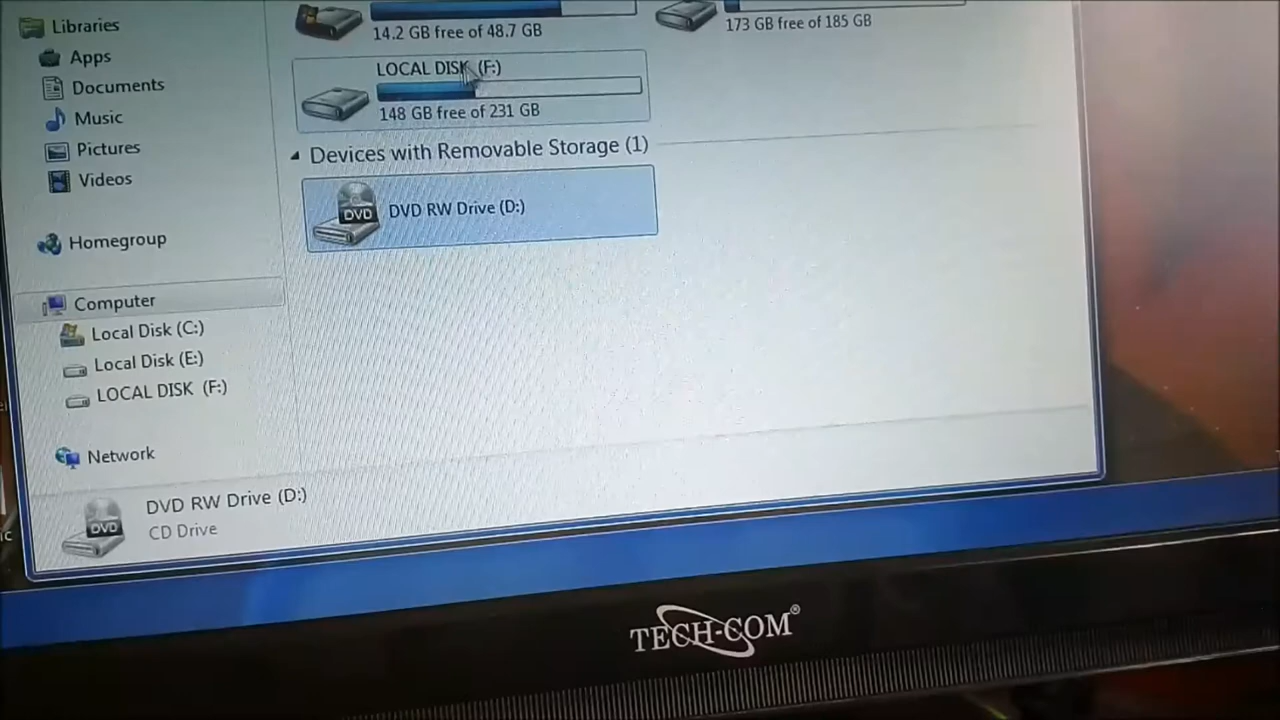 Libraries
Apps
Documents
Music
Pictures
Videos
Homegroup
Computer
Local Disk (C:)
Local Disk (E:)
LOCAL DISK (F:)
Network
14.2 GB free of 48.7 GB
173 GB free of 185 GB
LOCAL DISK (F:)
148 GB free of 231 GB
Devices with Removable Storage (1)
DVD
DVD RW Drive (D:)
DVD
DVD RW Drive (D:)
CD Drive
TECH-COM®